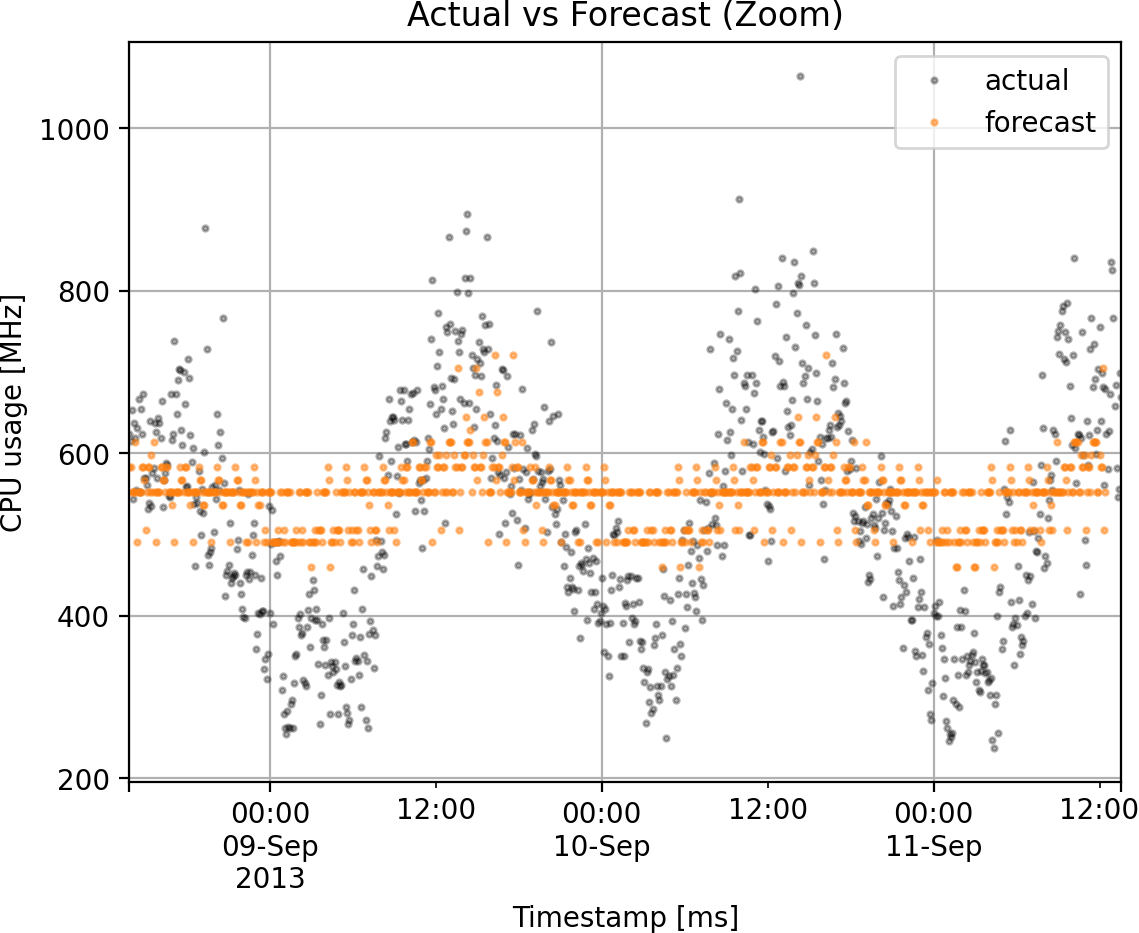 Actual vs Forecast (Zoom)
actual
forecast
CPU usage [MHz]
1000
800
600
400
200
00:00 12:00 00:00 12:00 00:00 12:00
09-Sep 10-Sep 11-Sep
2013
Timestamp [ms]